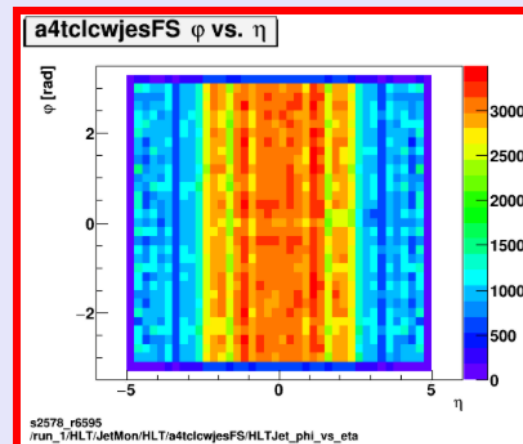 a4tclcwjesFS φ vs. η
φ [rad]
2
0
−2
−5 0 5
η
3000
2500
2000
1500
1000
500
0
s2578_r6595
/run_1/HLT/JetMon/HLT/a4tclcwjesFS/HLTJet_phi_vs_eta